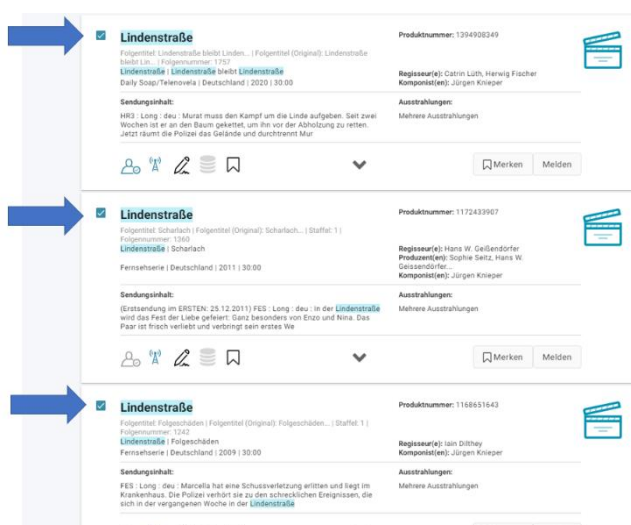 Lindenstraße
Produktnummer: 1394908349
Folgentitel: Lindenstraße bleibt Linden... | Folgentitel (Original): Lindenstraße
bleibt Lin... | Folgennummer: 1757
Lindenstraße | Lindenstraße bleibt Lindenstraße
Daily Soap/Telenovela | Deutschland | 2020 | 30:00
Regisseur(e): Catrin Lüth, Herwig Fischer
Komponist(en): Jürgen Knieper
Sendungsinhalt:
HR3 : Long : deu : Murat muss den Kampf um die Linde aufgeben. Seit zwei
Wochen ist er an den Baum gekettet, um ihn vor der Abholzung zu retten.
Jetzt räumt die Polizei das Gelände und durchtrennt Mur
Ausstrahlungen:
Mehrere Ausstrahlungen
Merken
Melden
Lindenstraße
Produktnummer: 1172433907
Folgentitel: Scharlach | Folgentitel (Original): Scharlach... | Staffel: 1 |
Folgennummer: 1360
Lindenstraße | Scharlach
Fernsehserie | Deutschland | 2011 | 30:00
Regisseur(e): Hans W. Geißendörfer
Produzent(en): Sophie Seitz, Hans W.
Geissendörfer...
Komponist(en): Jürgen Knieper
Sendungsinhalt:
(Erstsendung im ERSTEN: 25.12.2011) FES : Long : deu : In der Lindenstraße
wird das Fest der Liebe gefeiert: Ganz besonders von Enzo und Nina. Das
Paar ist frisch verliebt und verbringt sein erstes We
Ausstrahlungen:
Mehrere Ausstrahlungen
Merken
Melden
Lindenstraße
Produktnummer: 1168651643
Folgentitel: Folgeschäden | Folgentitel (Original): Folgeschäden... | Staffel: 1 |
Folgennummer: 1242
Lindenstraße | Folgeschäden
Fernsehserie | Deutschland | 2009 | 30:00
Regisseur(e): Iain Dilthey
Komponist(en): Jürgen Knieper
Sendungsinhalt:
FES : Long : deu : Marcella hat eine Schussverletzung erlitten und liegt im
Krankenhaus. Die Polizei verhört sie zu den schrecklichen Ereignissen, die
sich in der vergangenen Woche in der Lindenstraße
Ausstrahlungen:
Mehrere Ausstrahlungen